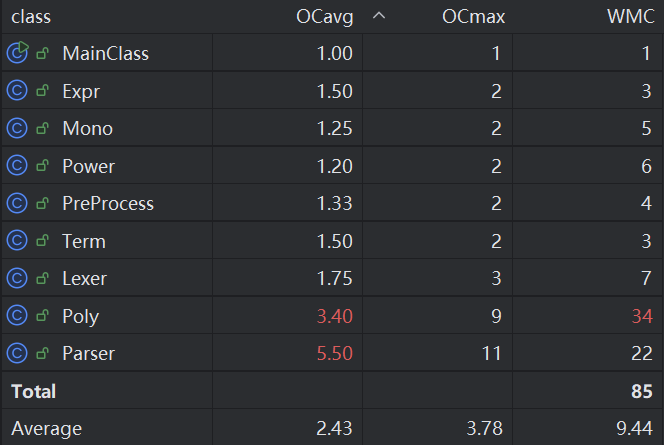 class OCavg OCmax WMC
MainClass 1.00 1 1
Expr 1.50 2 3
Mono 1.25 2 5
Power 1.20 2 6
PreProcess 1.33 2 4
Term 1.50 2 3
Lexer 1.75 3 7
Poly 3.40 9 34
Parser 5.50 11 22
Total 85
Average 2.43 3.78 9.44